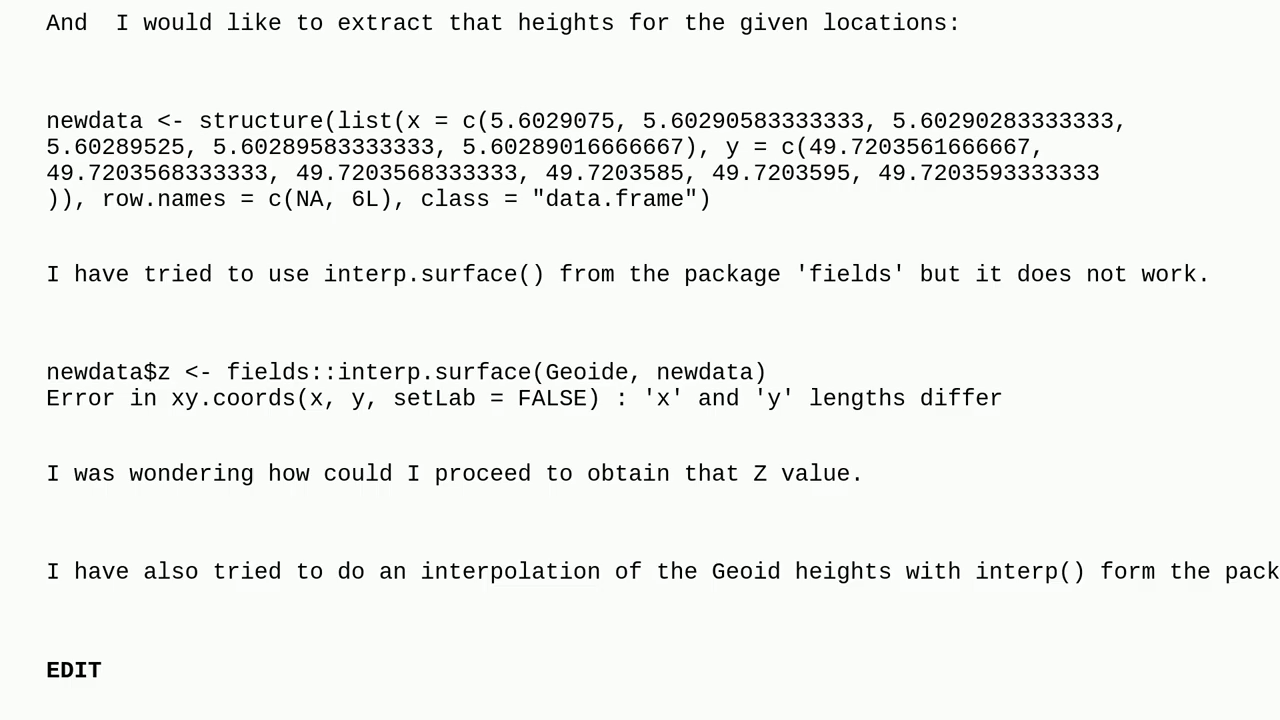 And  I would like to extract that heights for the given locations:
newdata <- structure(list(x = c(5.6029075, 5.60290583333333, 5.60290283333333,
5.60289525, 5.60289583333333, 5.60289016666667), y = c(49.7203561666667,
49.7203568333333, 49.7203568333333, 49.7203585, 49.7203595, 49.7203593333333
)), row.names = c(NA, 6L), class = "data.frame")
I have tried to use interp.surface() from the package 'fields' but it does not work.
newdata$z <- fields::interp.surface(Geoide, newdata)
Error in xy.coords(x, y, setLab = FALSE) : 'x' and 'y' lengths differ
I was wondering how could I proceed to obtain that Z value.
I have also tried to do an interpolation of the Geoid heights with interp() form the pack
EDIT